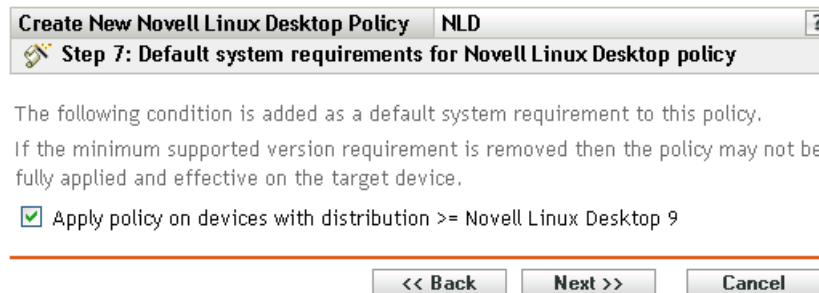 Create New Novell Linux Desktop Policy NLD ?
Step 7: Default system requirements for Novell Linux Desktop policy
The following condition is added as a default system requirement to this policy.
If the minimum supported version requirement is removed then the policy may not be
fully applied and effective on the target device.
Apply policy on devices with distribution >= Novell Linux Desktop 9
<< Back Next >> Cancel